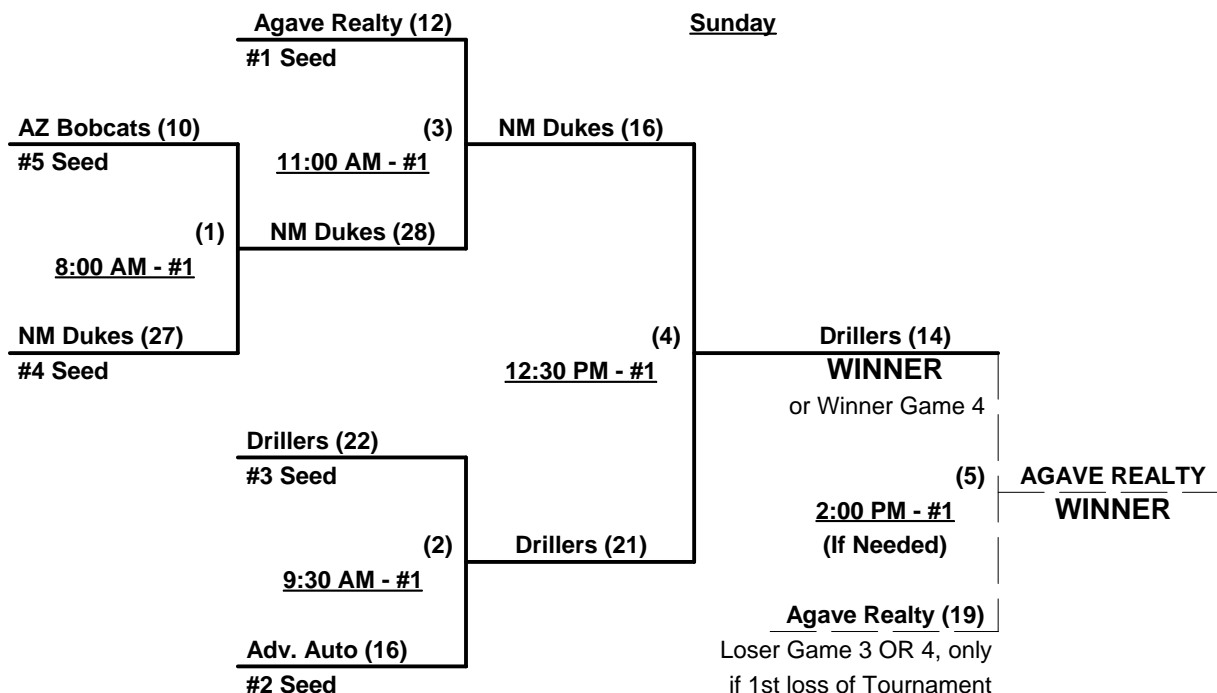 Agave Realty (12)
Sunday
#1 Seed
AZ Bobcats (10)
(3)
NM Dukes (16)
#5 Seed
11:00 AM - #1
(1)
NM Dukes (28)
8:00 AM - #1
NM Dukes (27)
(4)
Drillers (14)
#4 Seed
12:30 PM - #1
WINNER
or Winner Game 4
Drillers (22)
#3 Seed
(5)
AGAVE REALTY
2:00 PM - #1
WINNER
(2)
Drillers (21)
(If Needed)
9:30 AM - #1
Agave Realty (19)
Adv. Auto (16)
Loser Game 3 OR 4, only
#2 Seed
if 1st loss of Tournament